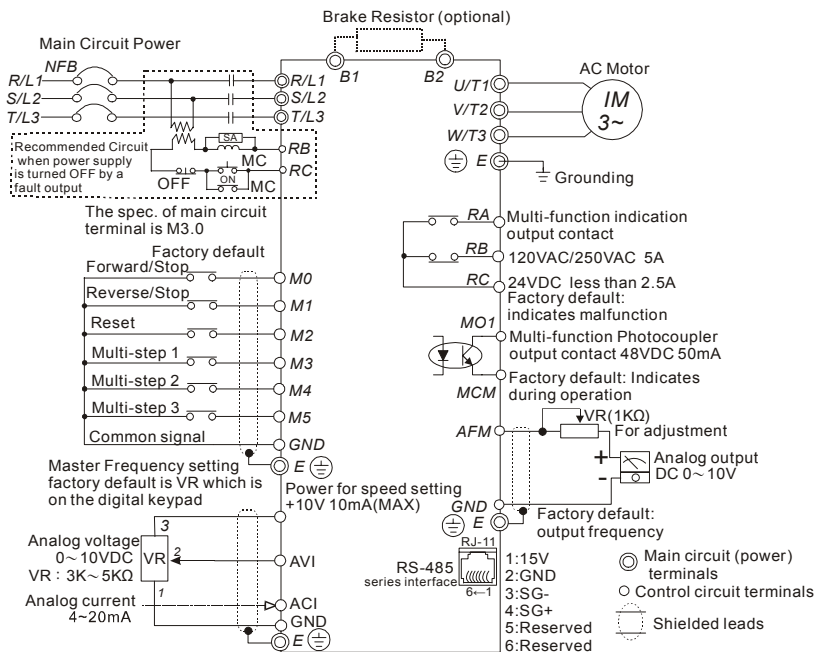 Brake Resistor (optional)
Main Circuit Power
NFB
R/L1
S/L2
T/L3
R/L1
S/L2
T/L3
B1
B2
AC Motor
U/T1
V/T2
W/T3
IM
3~
E
Grounding
Recommended Circuit
when power supply
is turned OFF by a
fault output
SA
MC
OFF
ON
MC
RB
RC
The spec. of main circuit
terminal is M3.0
Factory default
Forward/Stop
M0
Reverse/Stop
M1
Reset
M2
Multi-step 1
M3
Multi-step 2
M4
Multi-step 3
M5
Common signal
GND
E
RA
Multi-function indication
output contact
RB
120VAC/250VAC 5A
RC
24VDC less than 2.5A
Factory default:
indicates malfunction
MO1
Multi-function Photocoupler
output contact 48VDC 50mA
MCM
Factory default: Indicates
during operation
AFM
VR(1KΩ)
For adjustment
+
-
Analog output
DC 0~10V
GND
E
Factory default:
output frequency
Master Frequency setting
factory default is VR which is
on the digital keypad
Power for speed setting
+10V 10mA(MAX)
3
Analog voltage
0~10VDC
VR : 3K~5KΩ
VR
2
1
AVI
Analog current
4~20mA
ACI
GND
E
RJ-11
RS-485
series interface
6←1
1:15V
2:GND
3:SG-
4:SG+
5:Reserved
6:Reserved
Main circuit (power)
terminals
Control circuit terminals
Shielded leads